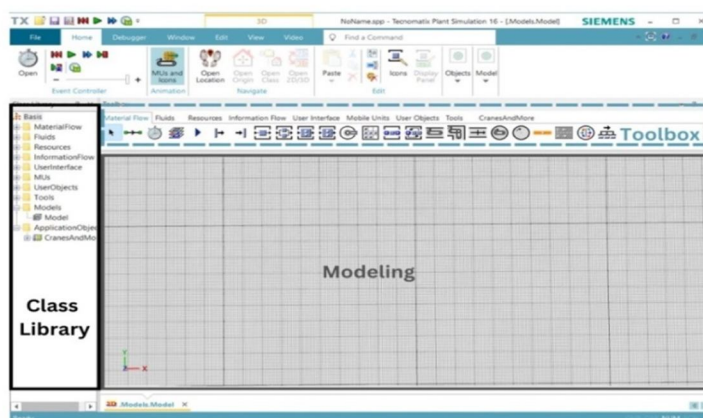 TX
3D
NoName.spp - Tecnomatix Plant Simulation 16 - [.Models.Model]
SIEMENS
File Home Debugger Window Edit View Video Find a Command
Open
MUs and Icons
Open Location
Open Origin
Open Class
Open 2D/3D
Paste
Icons
Display Panel
Objects
Model
Event Controller Animation Navigate Edit
Basis
MaterialFlow
Fluids
Resources
InformationFlow
UserInterface
MUs
UserObjects
Tools
Models
Model
ApplicationObje
CranesAndMo
Material Flow Fluids Resources Information Flow User Interface Mobile Units User Objects Tools CranesAndMore
Toolbox
Modeling
Class
Library
Y
X
3D .Models.Model X